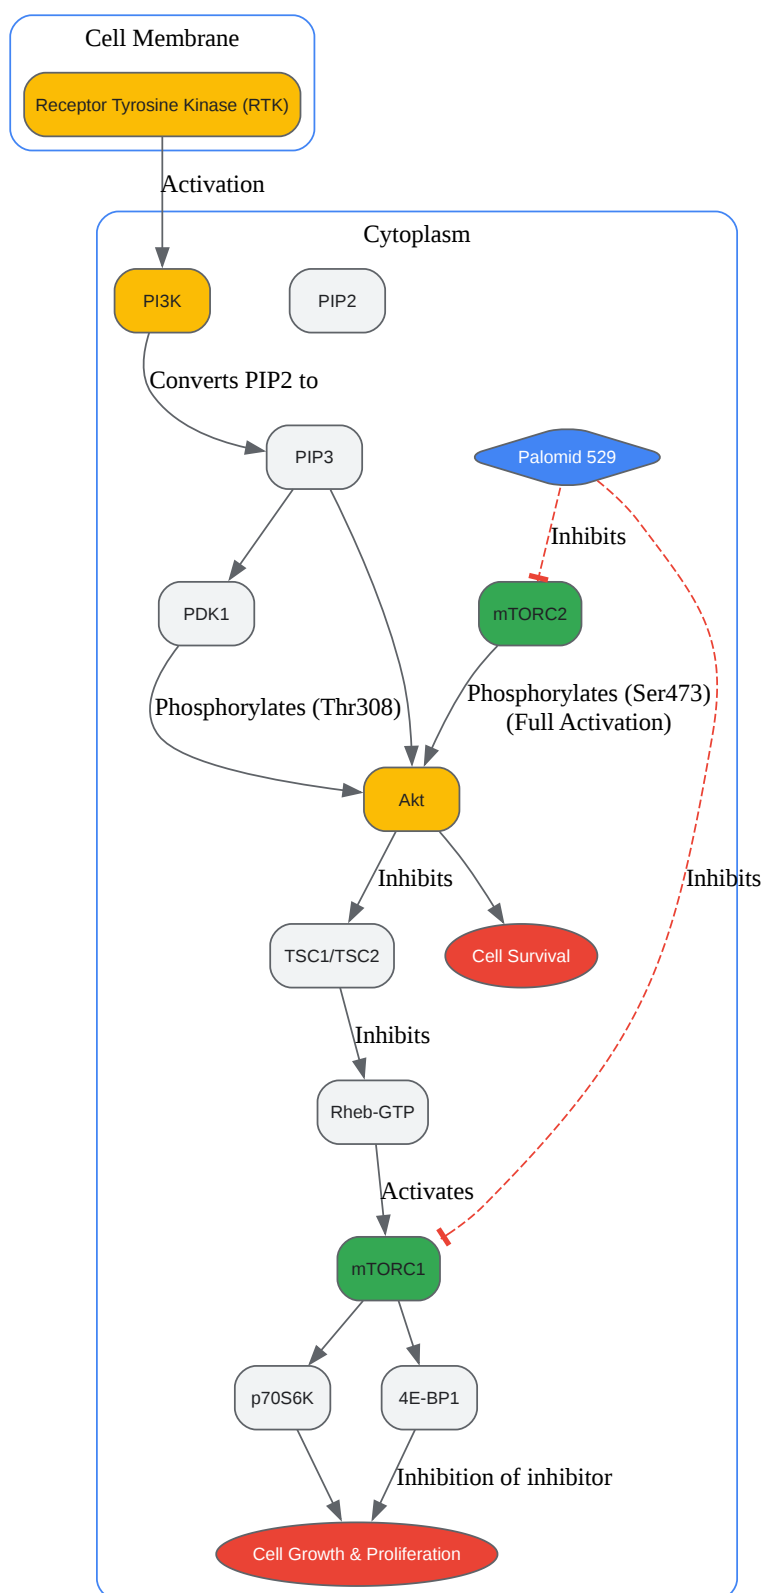 Cell Membrane
Receptor Tyrosine Kinase (RTK)
Activation
Cytoplasm
PI3K
PIP2
Converts PIP2 to
PIP3
Palomid 529
Inhibits
PDK1
mTORC2
Phosphorylates (Thr308)
Phosphorylates (Ser473)
(Full Activation)
Akt
Inhibits
Inhibits
TSC1/TSC2
Cell Survival
Inhibits
Rheb-GTP
Activates
mTORC1
p70S6K
4E-BP1
Inhibition of inhibitor
Cell Growth & Proliferation